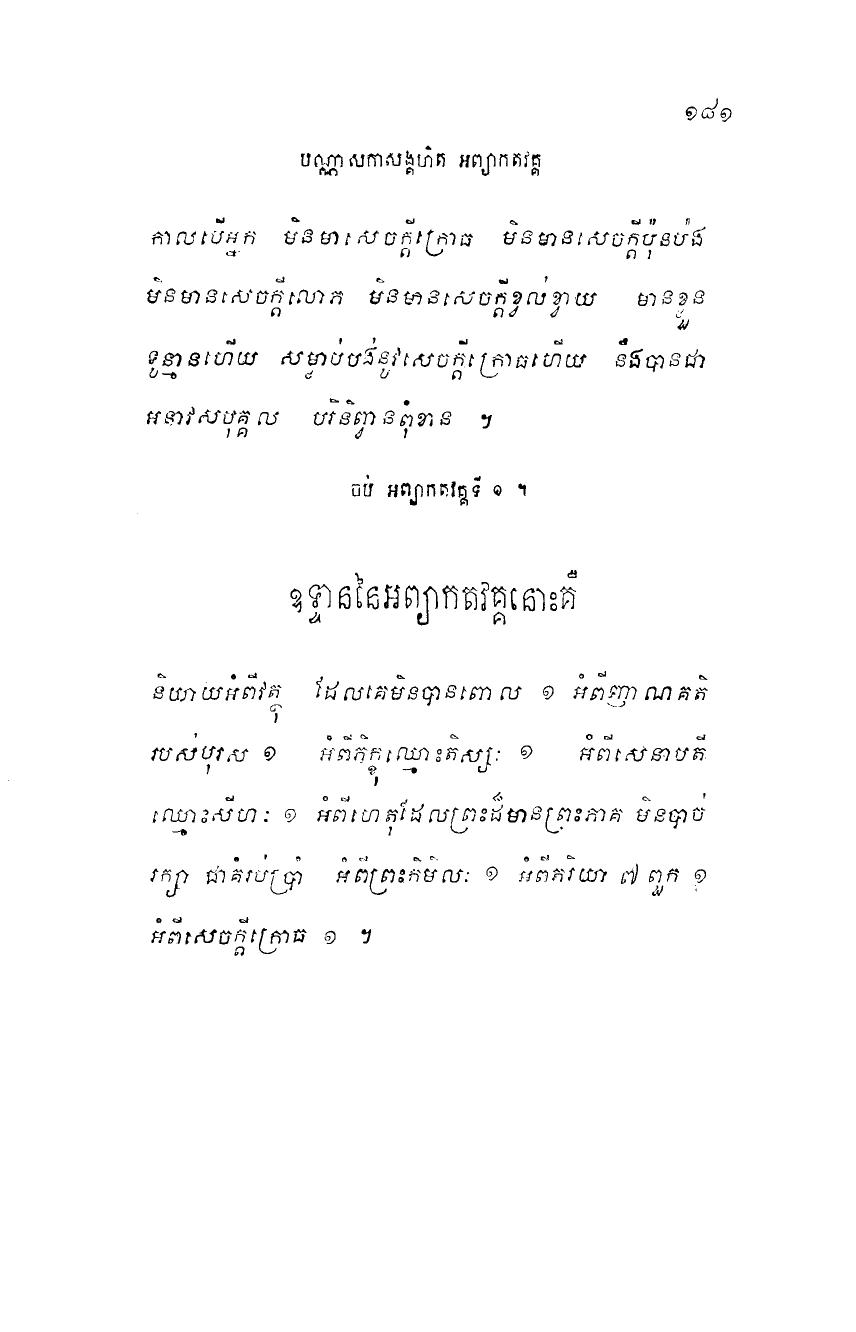 ១៨១
បណ្ណាសកាសង្គហិត អព្យាកតវគ្គ
កាលបើអ្នក មិនមាសេចក្តីក្រោធ មិនមានសេចក្តីប៉ុនប៉ង
មិនមានសេចក្តីលោភ មិនមានសេចក្តីខ្វល់ខ្វាយ មានខ្លួន
ទូន្មានហើយ សម្លាប់បង់នូវសេចក្តីក្រោធហើយ នឹងបានជា
អនាវសបុគ្គល បរិនិព្វានពុំខាន ។
ចប់ អព្យាកតវគ្គទី ១ ។
ឧទ្ទាននៃអព្យាកតវគ្គនោះគឺ
និយាយអំពីវត្ថុ ដែលគេមិនបានពោល ១ អំពីញាណគតិ
របស់បុរស ១ អំពីភិក្ខុឈ្មោះតិស្សៈ ១ អំពីសេនាបតី
ឈ្មោះសីហៈ ១ អំពីហេតុដែលព្រះដ៏មានព្រះភាគ មិនបាច់
រក្សា ជាគំរប់ប្រាំ អំពីព្រះកិមិលៈ ១ អំពីភរិយា ៧ ពួក ១
អំពីសេចក្តីក្រោធ ១ ។